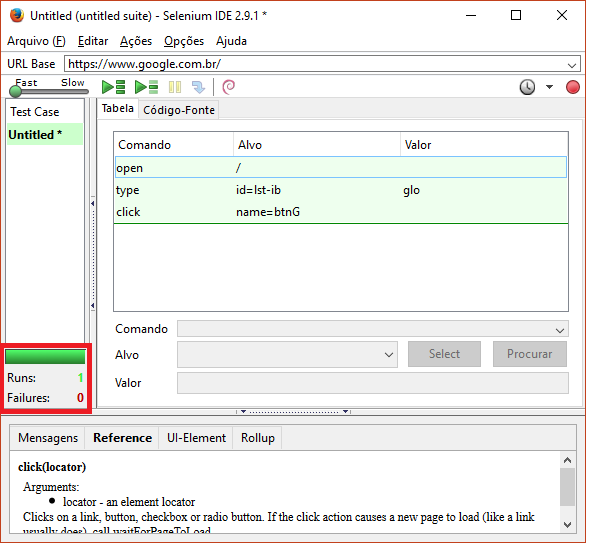 Untitled (untitled suite) - Selenium IDE 2.9.1 *
Arquivo (F) Editar Ações Opções Ajuda
URL Base https://www.google.com.br/
Fast Slow
Test Case
Untitled *
Tabela Código-Fonte
Comando Alvo Valor
open /
type id=lst-ib glo
click name=btnG
Comando
Alvo Select Procurar
Valor
Runs: 1
Failures: 0
Mensagens Reference UI-Element Rollup
click(locator)
Arguments:
• locator - an element locator
Clicks on a link, button, checkbox or radio button. If the click action causes a new page to load (like a link
usually does), call waitForPageToLoad